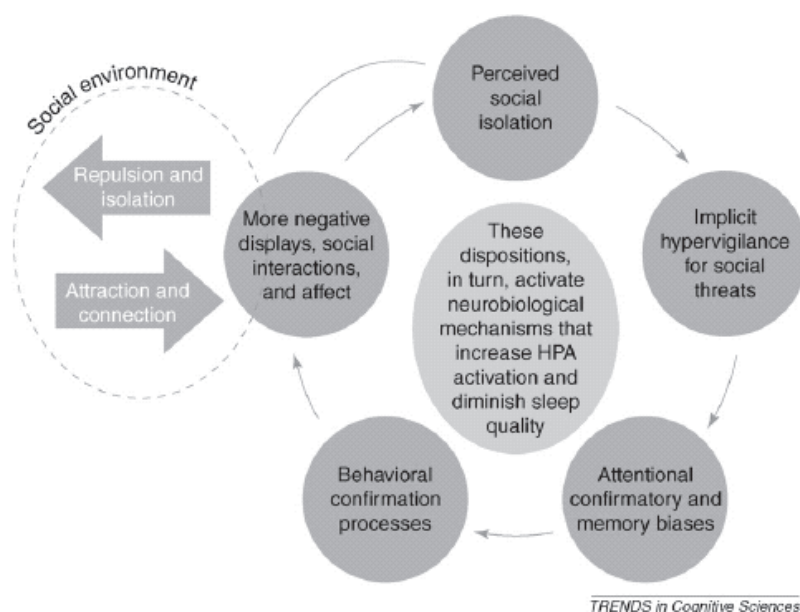 Social environment
Repulsion and
isolation
Attraction and
connection
More negative
displays, social
interactions,
and affect
Perceived
social
isolation
Implicit
hypervigilance
for social
threats
Attentional
confirmatory and
memory biases
Behavioral
confirmation
processes
These
dispositions,
in turn, activate
neurobiological
mechanisms that
increase HPA
activation and
diminish sleep
quality
TRENDS in Cognitive Sciences